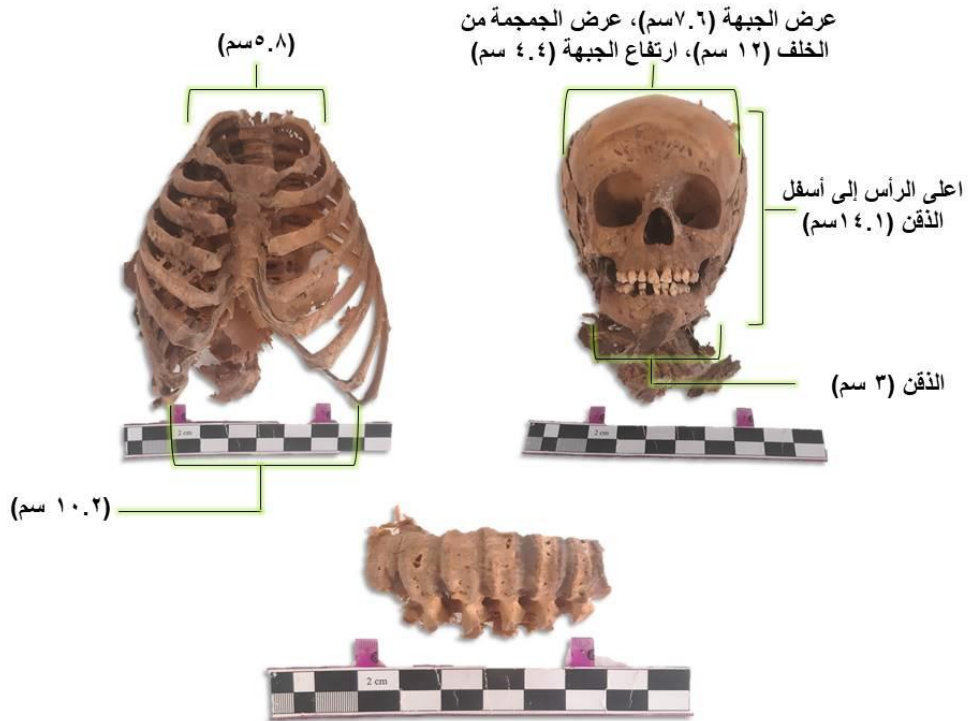 عرض الجبهة (٧.٦سم)، عرض الجمجمة من
الخلف (١٢ سم)، ارتفاع الجبهة (٤.٤ سم)
(٥.٨سم)
اعلى الرأس إلى أسفل
الذقن (١٤.١سم)
الذقن (٣ سم)
2 cm
2 cm
(١٠.٢ سم)
2 cm